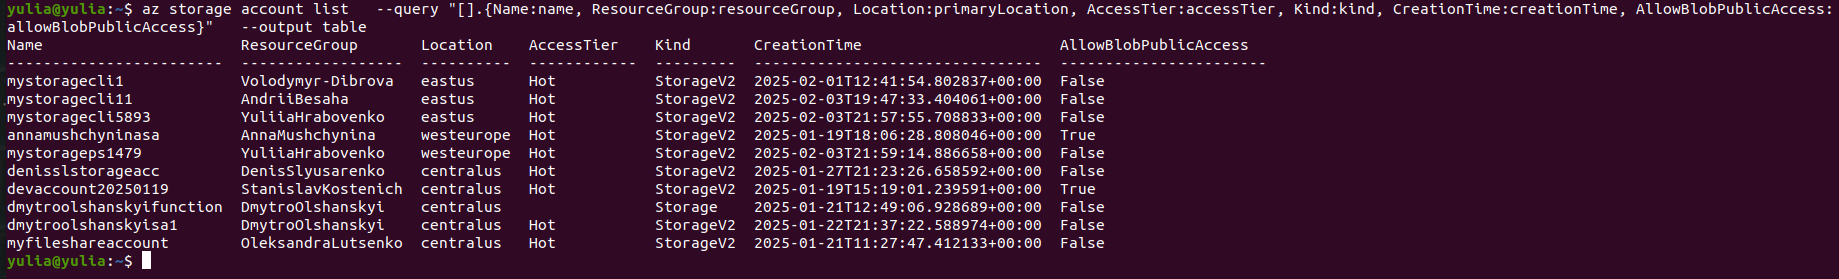 yulia@yulia:~$ az storage account list   --query "[].{Name:name, ResourceGroup:resourceGroup, Location:primaryLocation, AccessTier:accessTier, Kind:kind, CreationTime:creationTime, AllowBlobPublicAccess:
allowBlobPublicAccess}"   --output table
Name                      ResourceGroup       Location    AccessTier    Kind       CreationTime                      AllowBlobPublicAccess
------------------------  ------------------  ----------  ------------  ---------  --------------------------------  -----------------------
mystoragecli1             Volodymyr-Dibrova   eastus      Hot           StorageV2  2025-02-01T12:41:54.802837+00:00  False
mystoragecli11            AndriiBesaha        eastus      Hot           StorageV2  2025-02-03T19:47:33.404061+00:00  False
mystoragecli5893          YuliiaHrabovenko    eastus      Hot           StorageV2  2025-02-03T21:57:55.708833+00:00  False
annamushchyninasa         AnnaMushchynina     westeurope  Hot           StorageV2  2025-01-19T18:06:28.808046+00:00  True
mystorageps1479           YuliiaHrabovenko    westeurope  Hot           StorageV2  2025-02-03T21:59:14.886658+00:00  False
denisslstorageacc         DenisSlyusarenko    centralus   Hot           StorageV2  2025-01-27T21:23:26.658592+00:00  False
devaccount20250119        StanislavKostenich  centralus   Hot           StorageV2  2025-01-19T15:19:01.239591+00:00  True
dmytroolshanskyifunction  DmytroOlshanskyi    centralus                 Storage    2025-01-21T12:49:06.928689+00:00  False
dmytroolshanskyisa1       DmytroOlshanskyi    centralus   Hot           StorageV2  2025-01-22T21:37:22.588974+00:00  False
myfileshareaccount        OleksandraLutsenko  centralus   Hot           StorageV2  2025-01-21T11:27:47.412133+00:00  False
yulia@yulia:~$